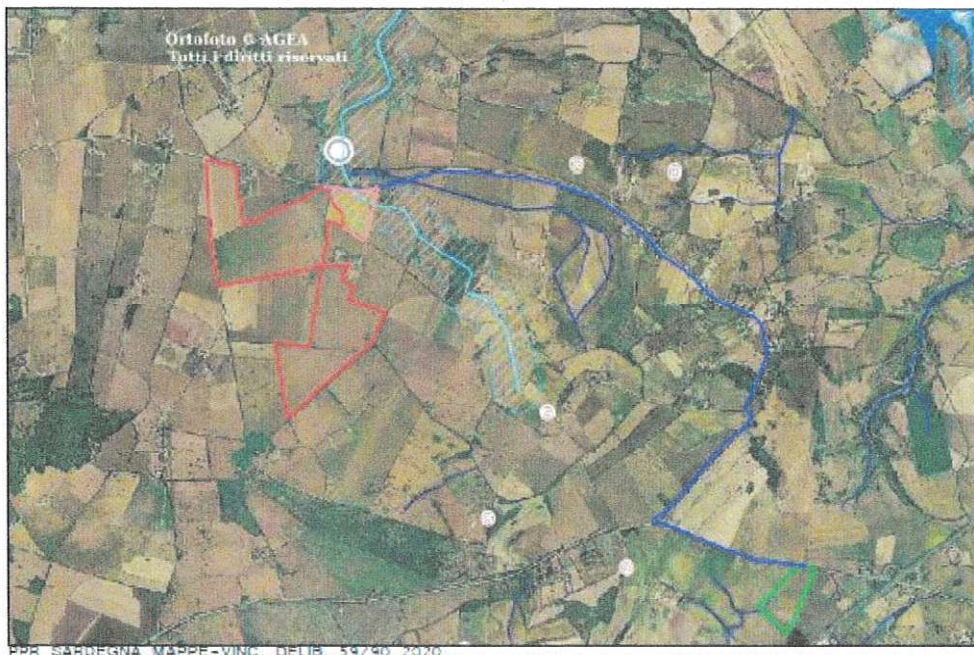 Ortofoto © AGEA
Tutti i diritti riservati
PPR SARDEGNA MAPPE-VINC. DELIB. 59/90 2020